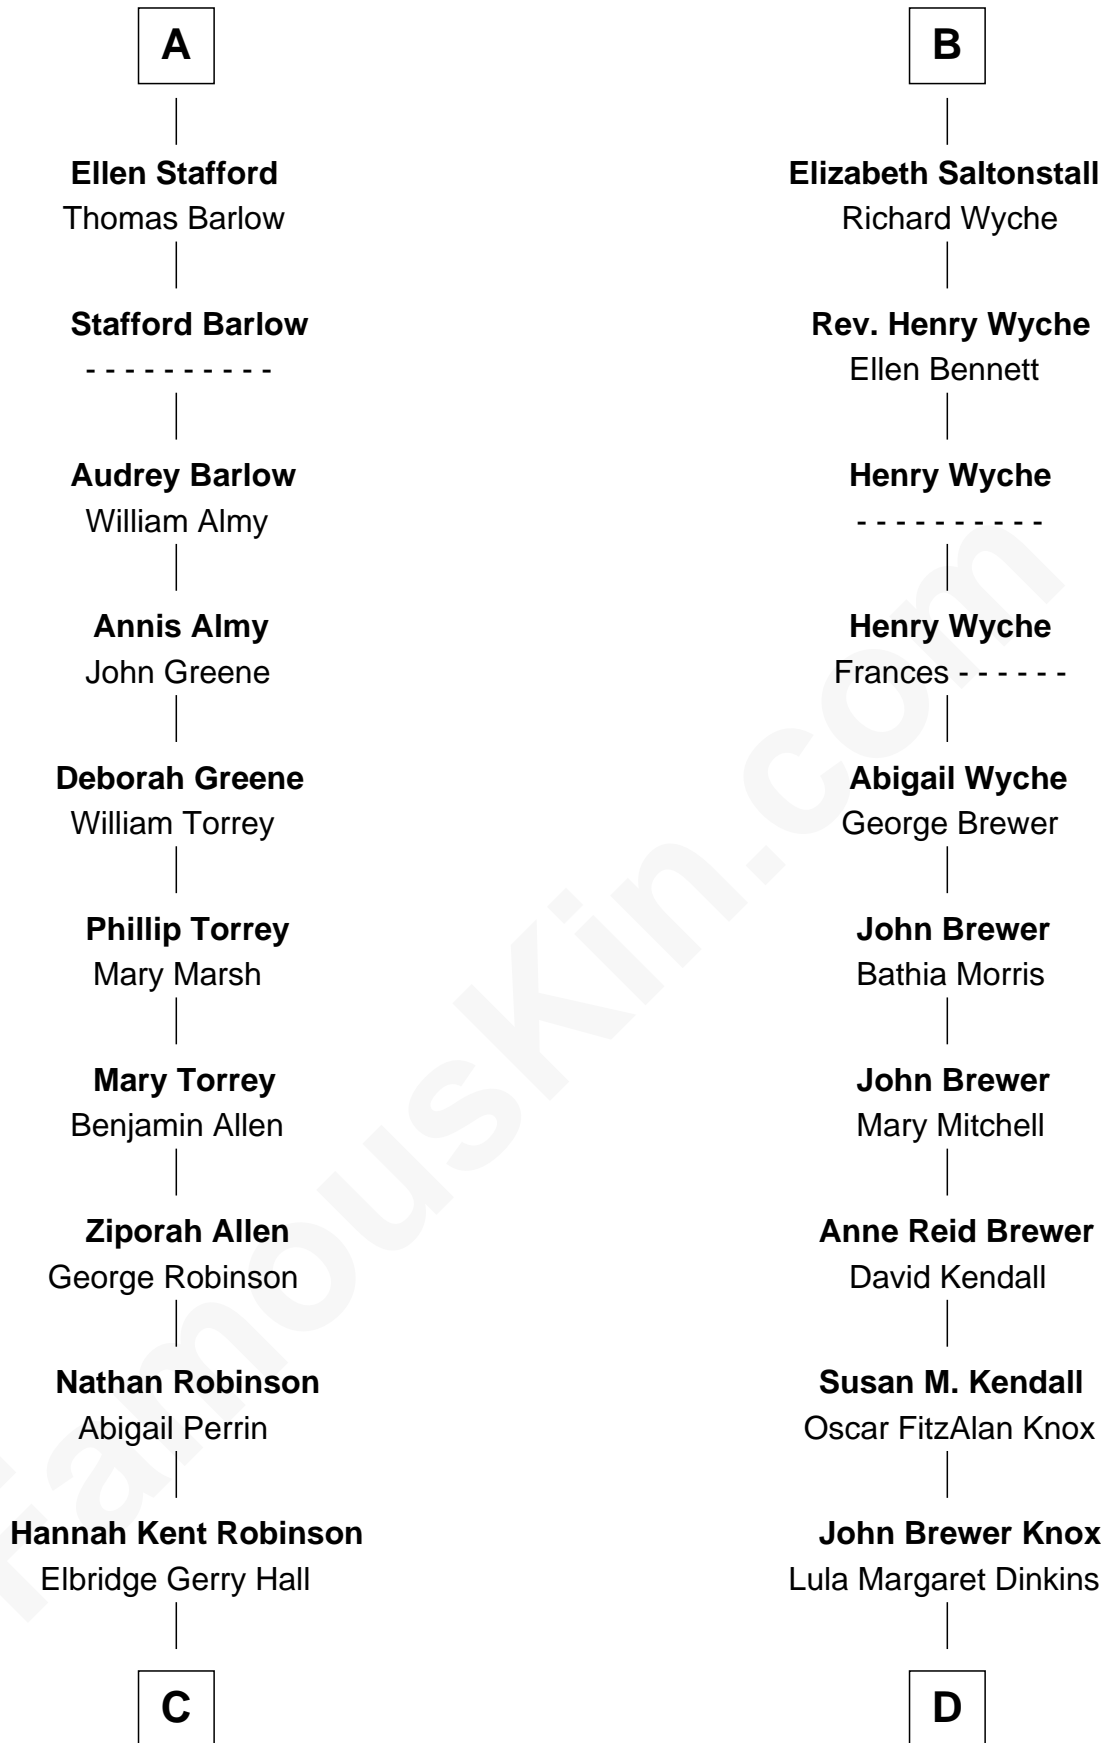 A
Ellen Stafford
Thomas Barlow
Stafford Barlow
- - - - - - - - - -
Audrey Barlow
William Almy
Annis Almy
John Greene
Deborah Greene
William Torrey
Phillip Torrey
Mary Marsh
Mary Torrey
Benjamin Allen
Ziporah Allen
George Robinson
Nathan Robinson
Abigail Perrin
Hannah Kent Robinson
Elbridge Gerry Hall
C
B
Elizabeth Saltonstall
Richard Wyche
Rev. Henry Wyche
Ellen Bennett
Henry Wyche
- - - - - - - - - -
Henry Wyche
Frances - - - - - -
Abigail Wyche
George Brewer
John Brewer
Bathia Morris
John Brewer
Mary Mitchell
Anne Reid Brewer
David Kendall
Susan M. Kendall
Oscar FitzAlan Knox
John Brewer Knox
Lula Margaret Dinkins
D
FamousKin.com